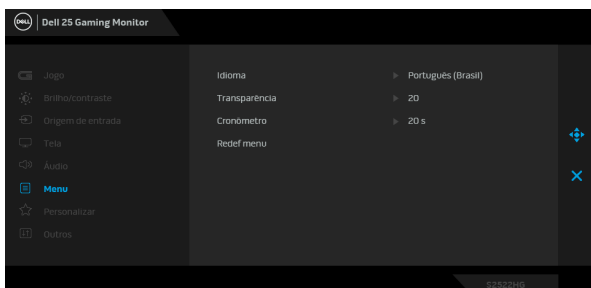 DELL Dell 25 Gaming Monitor
Jogo
Idioma Português (Brasil)
Brilho/contraste
Transparência 20
Origem de entrada
Cronômetro 20 s
Tela
Redef menu
Áudio
Menu
Personalizar
Outros
S2522HG